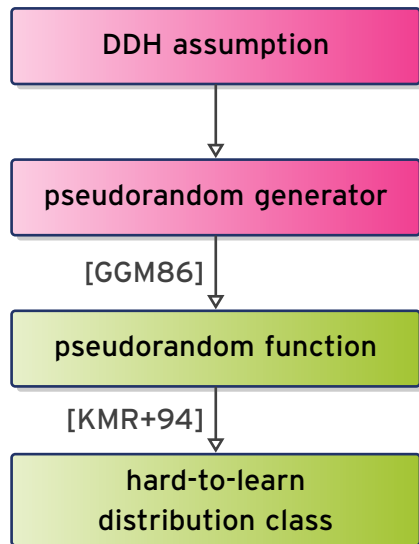 DDH assumption
pseudorandom generator
[GGM86]
pseudorandom function
[KMR+94]
hard-to-learn
distribution class